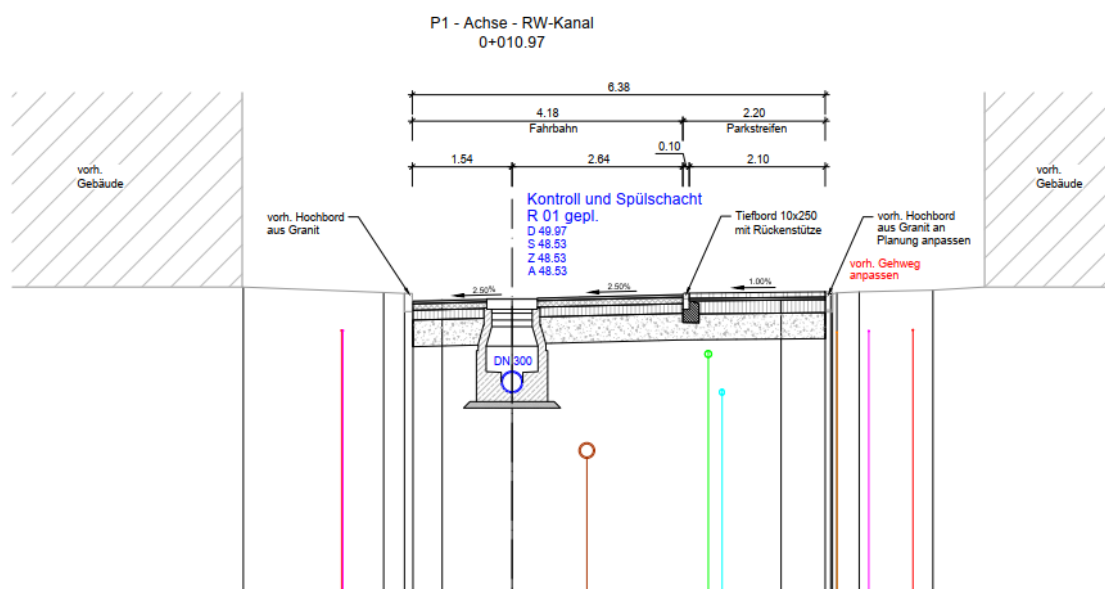 P1 - Achse - RW-Kanal
0+010.97
6.38
4.18
2.20
Fahrbahn
Parkstreifen
0.10
1.54
2.64
2.10
vorh.
Gebäude
vorh.
Gebäude
Kontroll und Spülschacht
R 01 gepl.
D 49.97
S 48.53
Z 48.53
A 48.53
vorh. Hochbord
aus Granit
Tiefbord 10x250
mit Rückenstütze
vorh. Hochbord
aus Granit an
Planung anpassen
vorh. Gehweg
anpassen
2.50%
2.50%
1.00%
DN 300